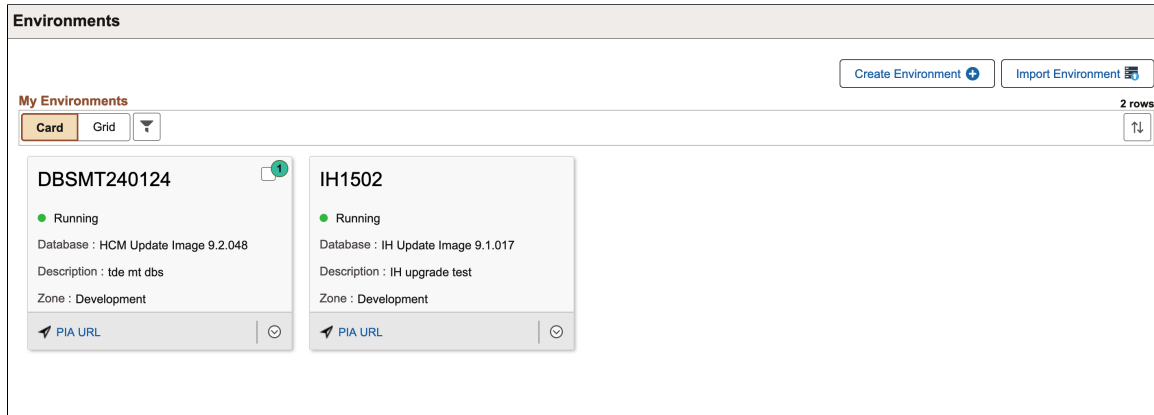 Environments
Create Environment
Import Environment
My Environments
2 rows
Card
Grid
DBSMT240124
1
Running
Database : HCM Update Image 9.2.048
Description : tde mt dbs
Zone : Development
PIA URL
IH1502
Running
Database : IH Update Image 9.1.017
Description : IH upgrade test
Zone : Development
PIA URL